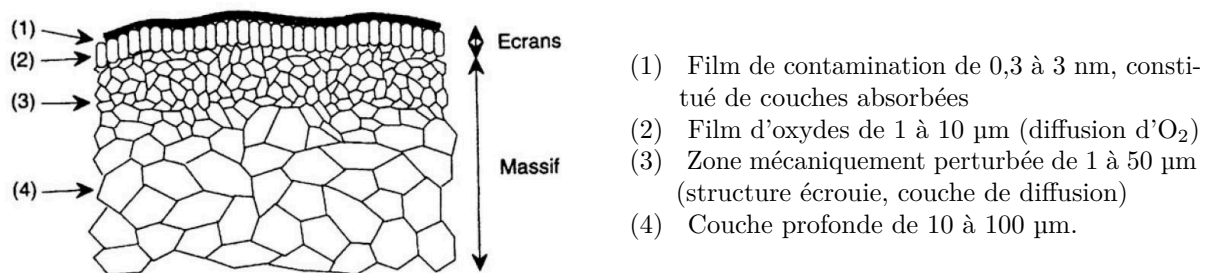 (1)
(2)
(3)
(4)
Ecrans
Massif
(1) Film de contamination de 0,3 à 3 nm, consti-
tué de couches absorbées
(2) Film d'oxydes de 1 à 10 µm (diffusion d'O₂)
(3) Zone mécaniquement perturbée de 1 à 50 µm
(structure écrouie, couche de diffusion)
(4) Couche profonde de 10 à 100 µm.